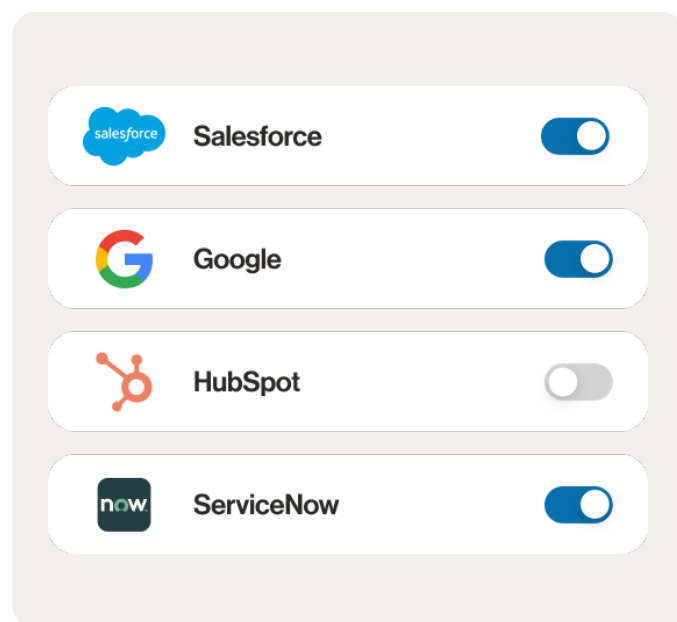 salesforce
Salesforce
Google
HubSpot
now.
ServiceNow